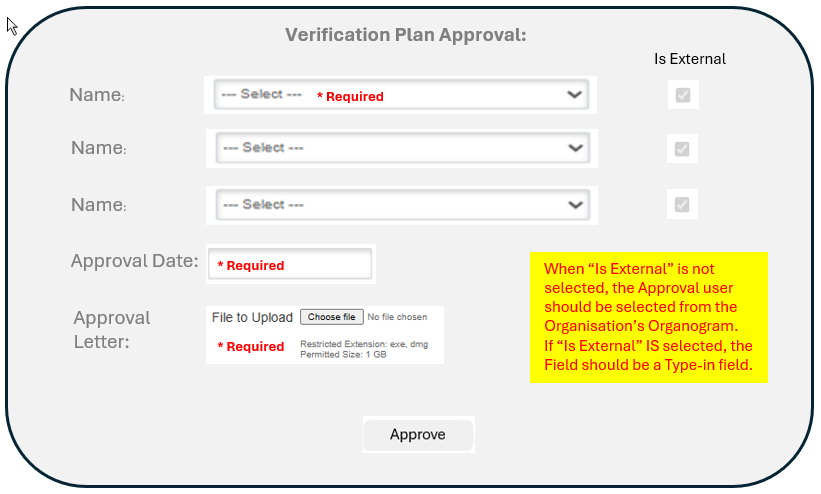 Verification Plan Approval:
Is External
Name:
--- Select --- * Required
Name:
--- Select ---
Name:
--- Select ---
Approval Date:
* Required
Approval
Letter:
File to Upload Choose file No file chosen
* Required
Restricted Extension: exe, dmg
Permitted Size: 1 GB
When “Is External” is not
selected, the Approval user
should be selected from the
Organisation’s Organogram.
If “Is External” IS selected, the
Field should be a Type-in field.
Approve